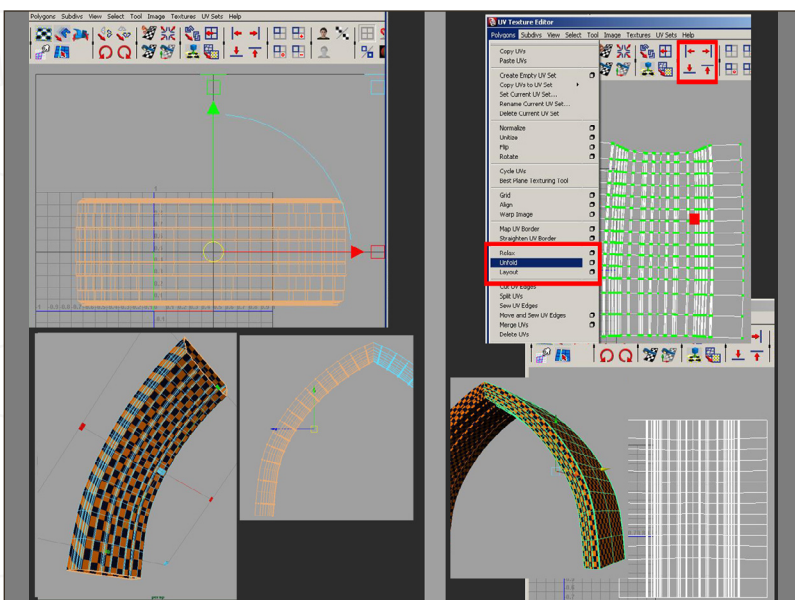 Polygons Subdivs View Select Tool Image Textures UV Sets Help
UV Texture Editor
Polygons Subdivs View Select Tool Image Textures UV Sets Help
Copy UVs
Paste UVs
Create Empty UV Set
Copy UVs to UV Set
Set Current UV Set...
Rename Current UV Set...
Delete Current UV Set
Normalize
Unitize
Flip
Rotate
Cycle UVs
Best Plane Texturing Tool
Grid
Align
Warp Image
Map UV Border
Straighten UV Border
Relax
Unfold
Layout
Cut UV Edges
Split UVs
Sew UV Edges
Move and Sew UV Edges
Merge UVs
Delete UVs
persp